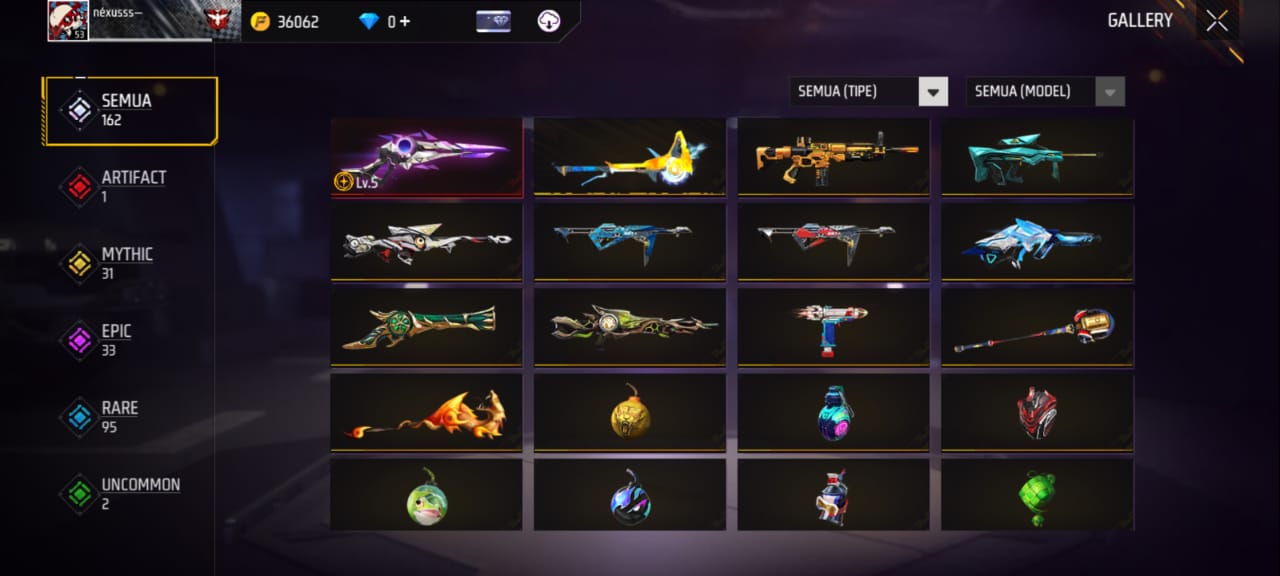 néxusss—
53
36062
0 +
GALLERY
SEMUA
162
SEMUA (TIPE)
SEMUA (MODEL)
ARTIFACT
1
Lv.5
MYTHIC
31
EPIC
33
RARE
95
UNCOMMON
2